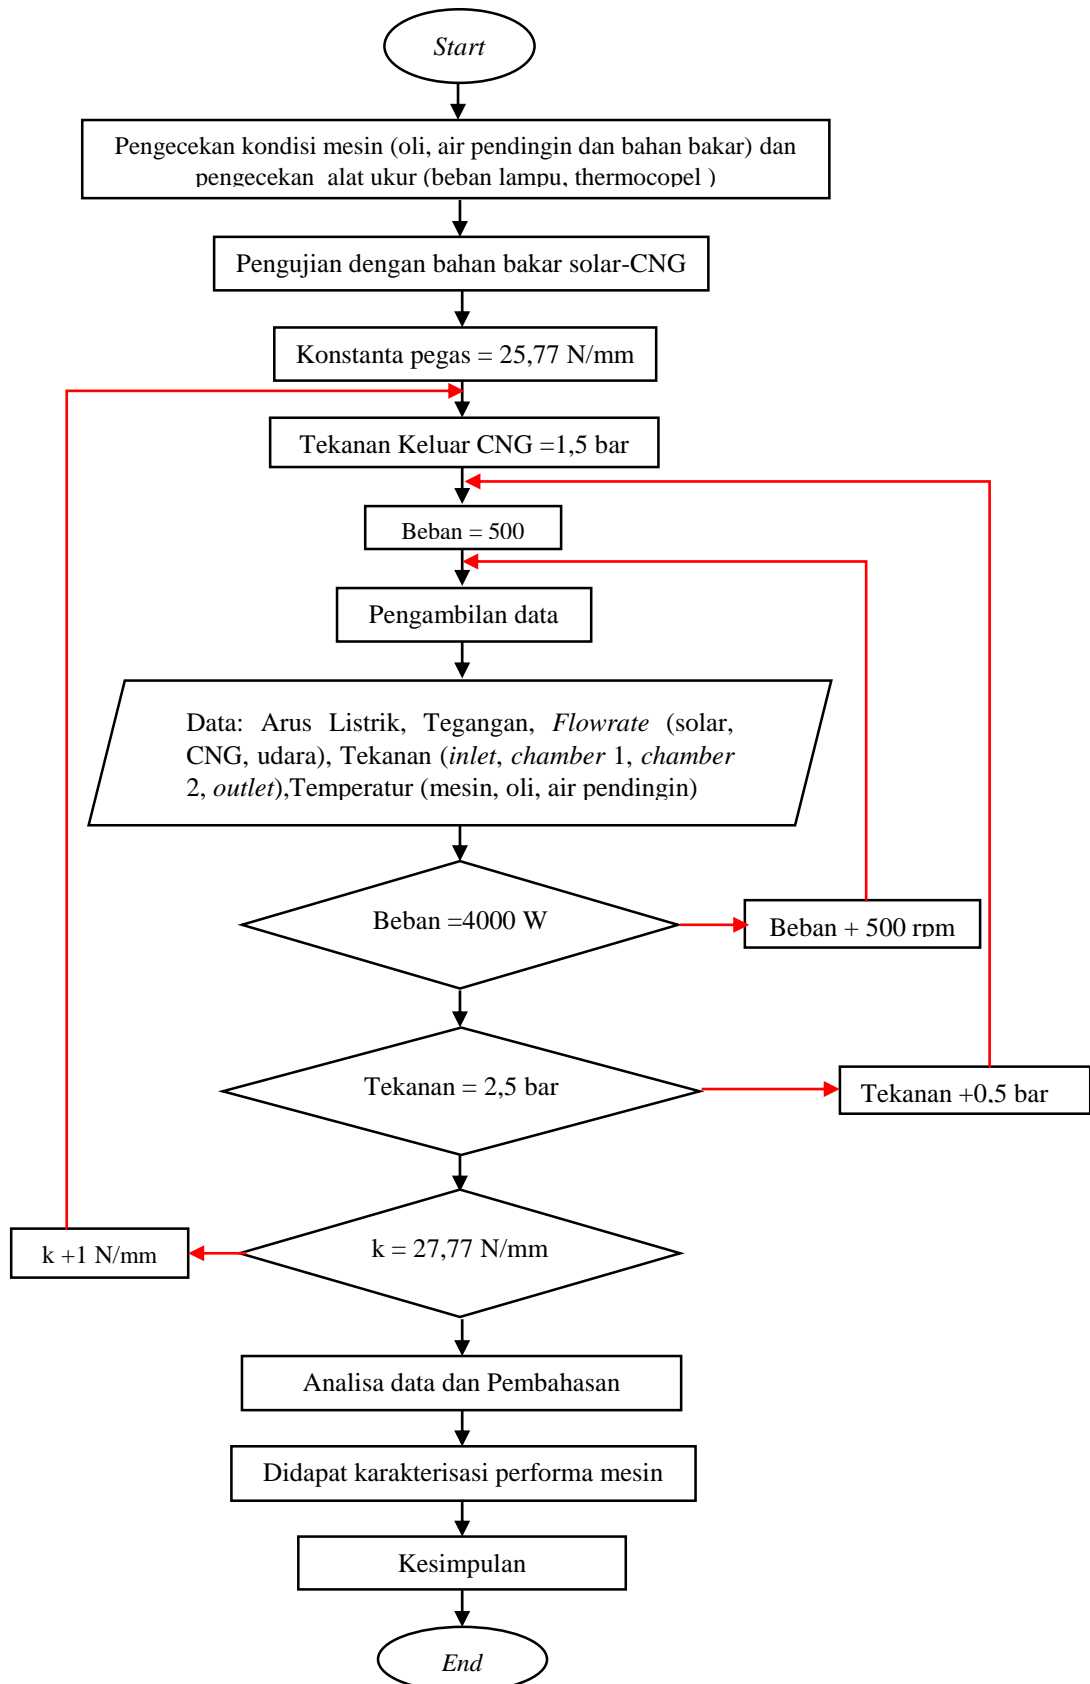 Start
Pengecekan kondisi mesin (oli, air pendingin dan bahan bakar) dan
pengecekan alat ukur (beban lampu, thermocopel )
Pengujian dengan bahan bakar solar-CNG
Konstanta pegas = 25,77 N/mm
Tekanan Keluar CNG =1,5 bar
Beban = 500
Pengambilan data
Data: Arus Listrik, Tegangan, Flowrate (solar,
CNG, udara), Tekanan (inlet, chamber 1, chamber
2, outlet),Temperatur (mesin, oli, air pendingin)
Beban =4000 W
Beban + 500 rpm
Tekanan = 2,5 bar
Tekanan +0,5 bar
k = 27,77 N/mm
k +1 N/mm
Analisa data dan Pembahasan
Didapat karakterisasi performa mesin
Kesimpulan
End